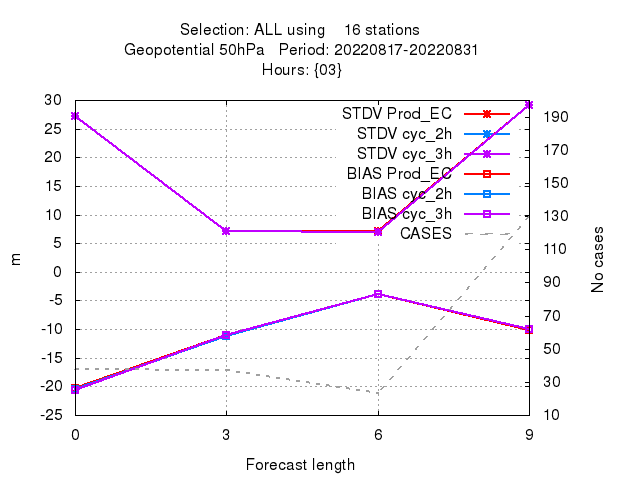 Selection: ALL using    16 stations
Geopotential 50hPa   Period: 20220817-20220831
Hours: {03}
30
25
20
15
10
5
0
-5
-10
-15
-20
-25
m
STDV Prod_EC
STDV cyc_2h
STDV cyc_3h
BIAS Prod_EC
BIAS cyc_2h
BIAS cyc_3h
CASES
190
170
150
130
110
90
70
50
30
10
No cases
0 3 6 9
Forecast length